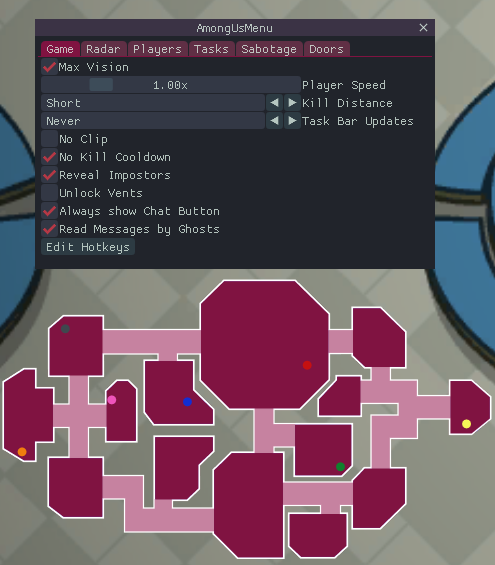 AmongUsMenu
Game Radar Players Tasks Sabotage Doors
Max Vision
1.00x Player Speed
Short Kill Distance
Never Task Bar Updates
No Clip
No Kill Cooldown
Reveal Impostors
Unlock Vents
Always show Chat Button
Read Messages by Ghosts
Edit Hotkeys